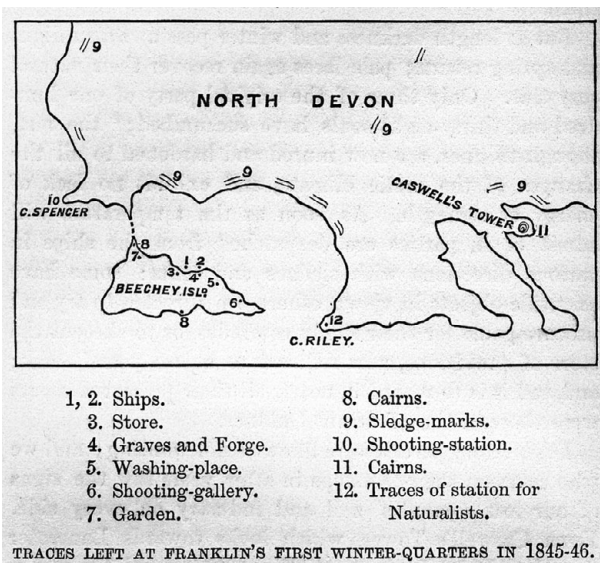 9
NORTH DEVON
9
9
9
9
CASWELL'S TOWER
9
11
10
C.SPENCER.
8
7.
1 2
3. 4. 5.
BEECHEY ISLD.
6.
8
12
C.RILEY.
1, 2. Ships.
3. Store.
4. Graves and Forge.
5. Washing-place.
6. Shooting-gallery.
7. Garden.
8. Cairns.
9. Sledge-marks.
10. Shooting-station.
11. Cairns.
12. Traces of station for
Naturalists.
TRACES LEFT AT FRANKLIN'S FIRST WINTER-QUARTERS IN 1845-46.